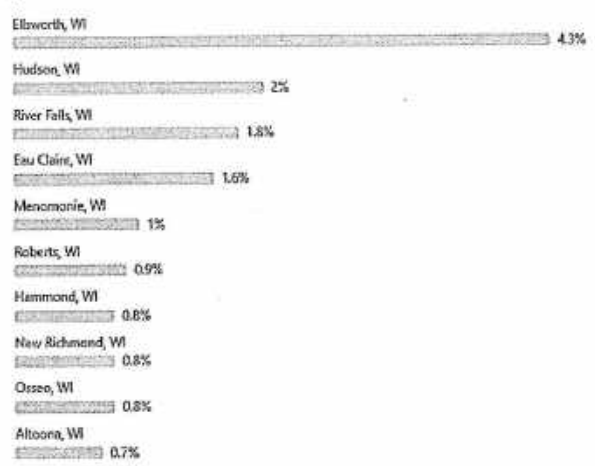 Ellsworth, WI
4.3%
Hudson, WI
2%
River Falls, WI
1.8%
Eau Claire, WI
1.6%
Menomonie, WI
1%
Roberts, WI
0.9%
Hammond, WI
0.8%
New Richmond, WI
0.8%
Osseo, WI
0.8%
Altoona, WI
0.7%